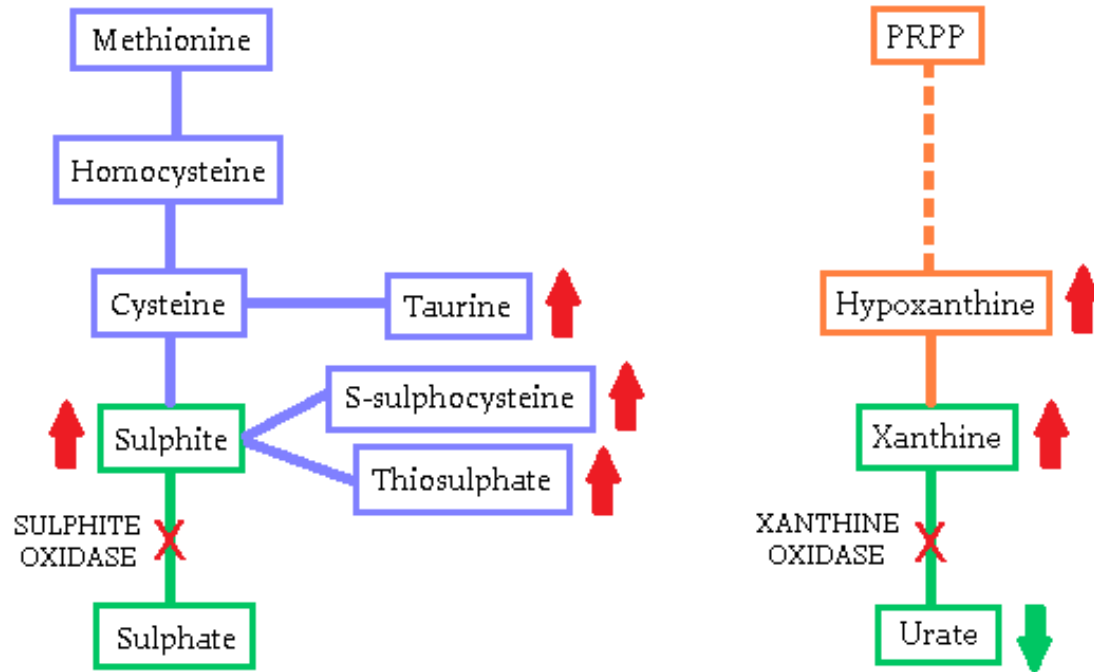 Methionine
PRPP
Homocysteine
Cysteine
Taurine
Hypoxanthine
S-sulphocysteine
Sulphite
Xanthine
Thiosulphate
SULPHITE
OXIDASE
XANTHINE
OXIDASE
Sulphate
Urate